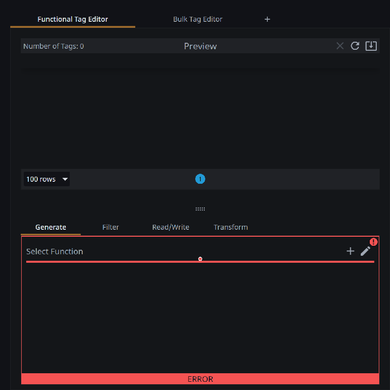 Functional Tag Editor Bulk Tag Editor +
Number of Tags: 0 Preview
100 rows
Generate Filter Read/Write Transform
Select Function
ERROR